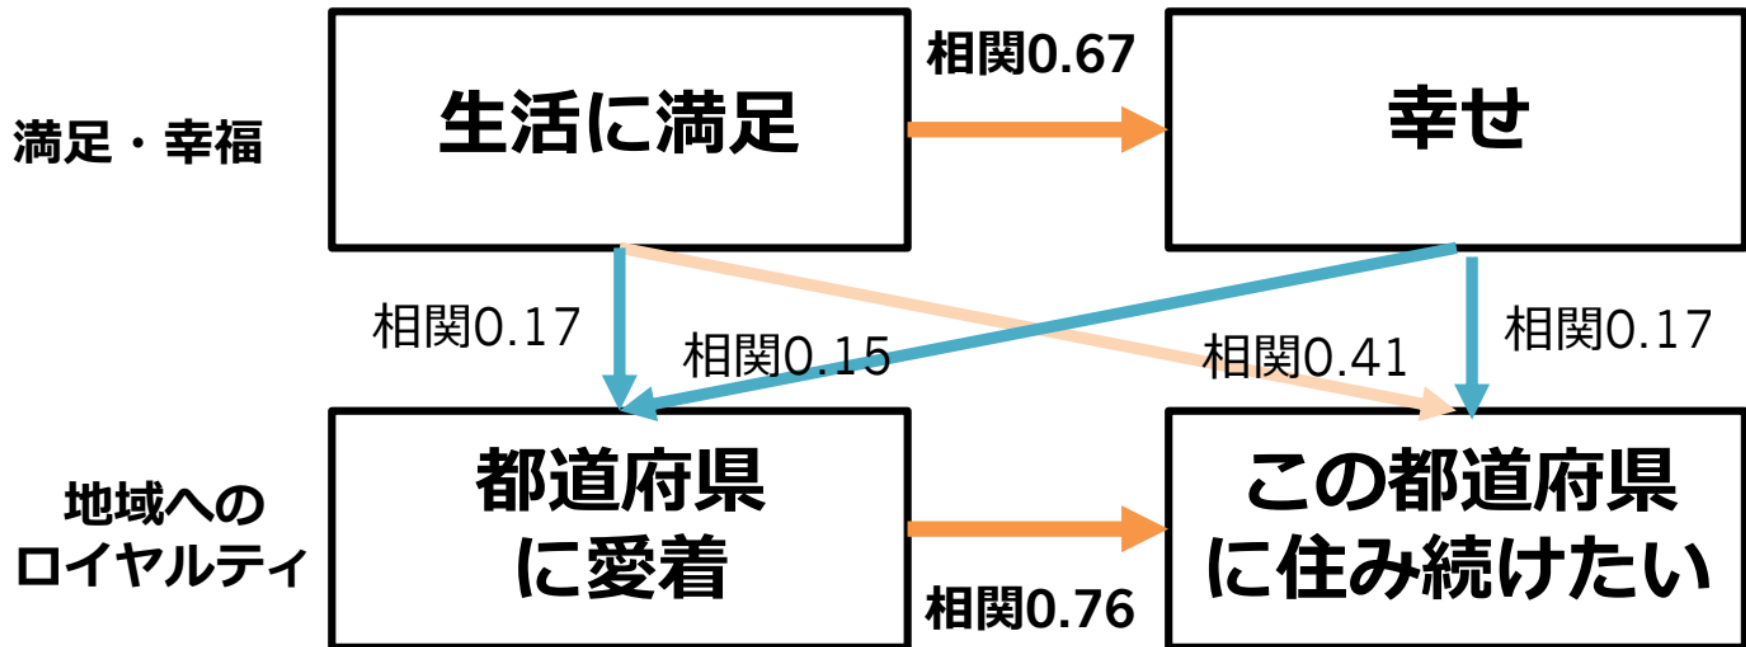 満足・幸福
生活に満足
相関0.67
幸せ
相関0.17
相関0.15
相関0.41
相関0.17
地域への
ロイヤルティ
都道府県
に愛着
相関0.76
この都道府県
に住み続けたい